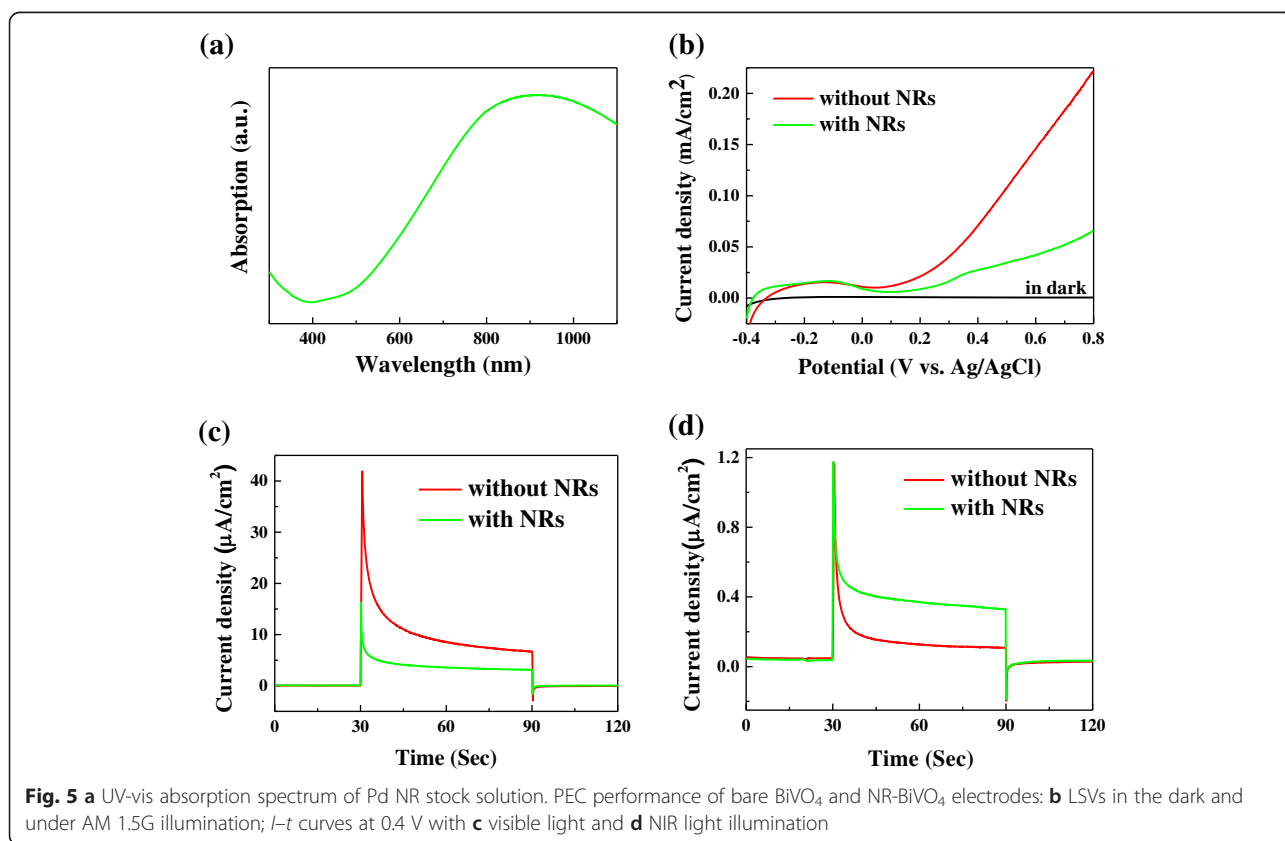 (a)
Absorption (a.u.)
400 600 800 1000
Wavelength (nm)
(b)
Current density (mA/cm²)
0.20
0.15
0.10
0.05
0.00
without NRs
with NRs
in dark
-0.4 -0.2 0.0 0.2 0.4 0.6 0.8
Potential (V vs. Ag/AgCl)
(c)
Current density (μA/cm²)
40
30
20
10
0
without NRs
with NRs
0 30 60 90 120
Time (Sec)
(d)
Current density(μA/cm²)
1.2
0.8
0.4
0.0
without NRs
with NRs
0 30 60 90 120
Time (Sec)
Fig. 5 a UV-vis absorption spectrum of Pd NR stock solution. PEC performance of bare BiVO₄ and NR-BiVO₄ electrodes: b LSVs in the dark and
under AM 1.5G illumination; I–t curves at 0.4 V with c visible light and d NIR light illumination